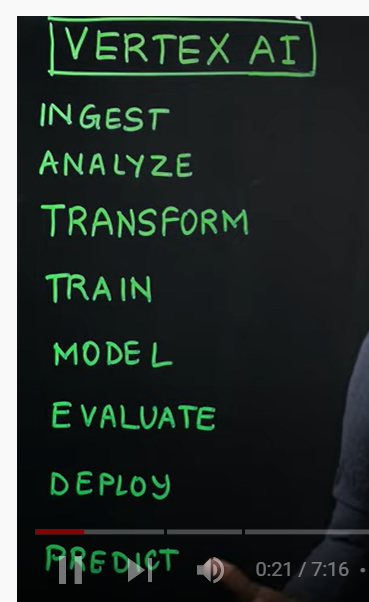 VERTEX AI
INGEST
ANALYZE
TRANSFORM
TRAIN
MODEL
EVALUATE
DEPLOY
PREDICT
0:21 / 7:16 •